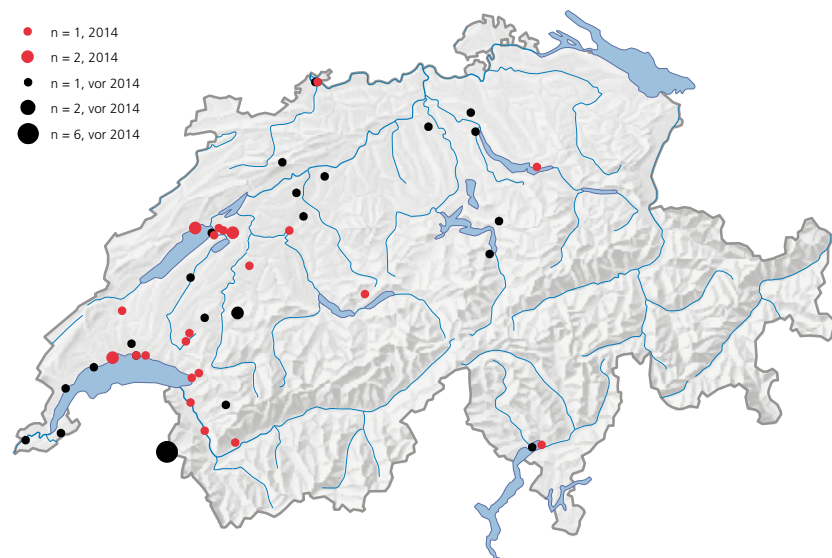 n = 1, 2014
n = 2, 2014
n = 1, vor 2014
n = 2, vor 2014
n = 6, vor 2014